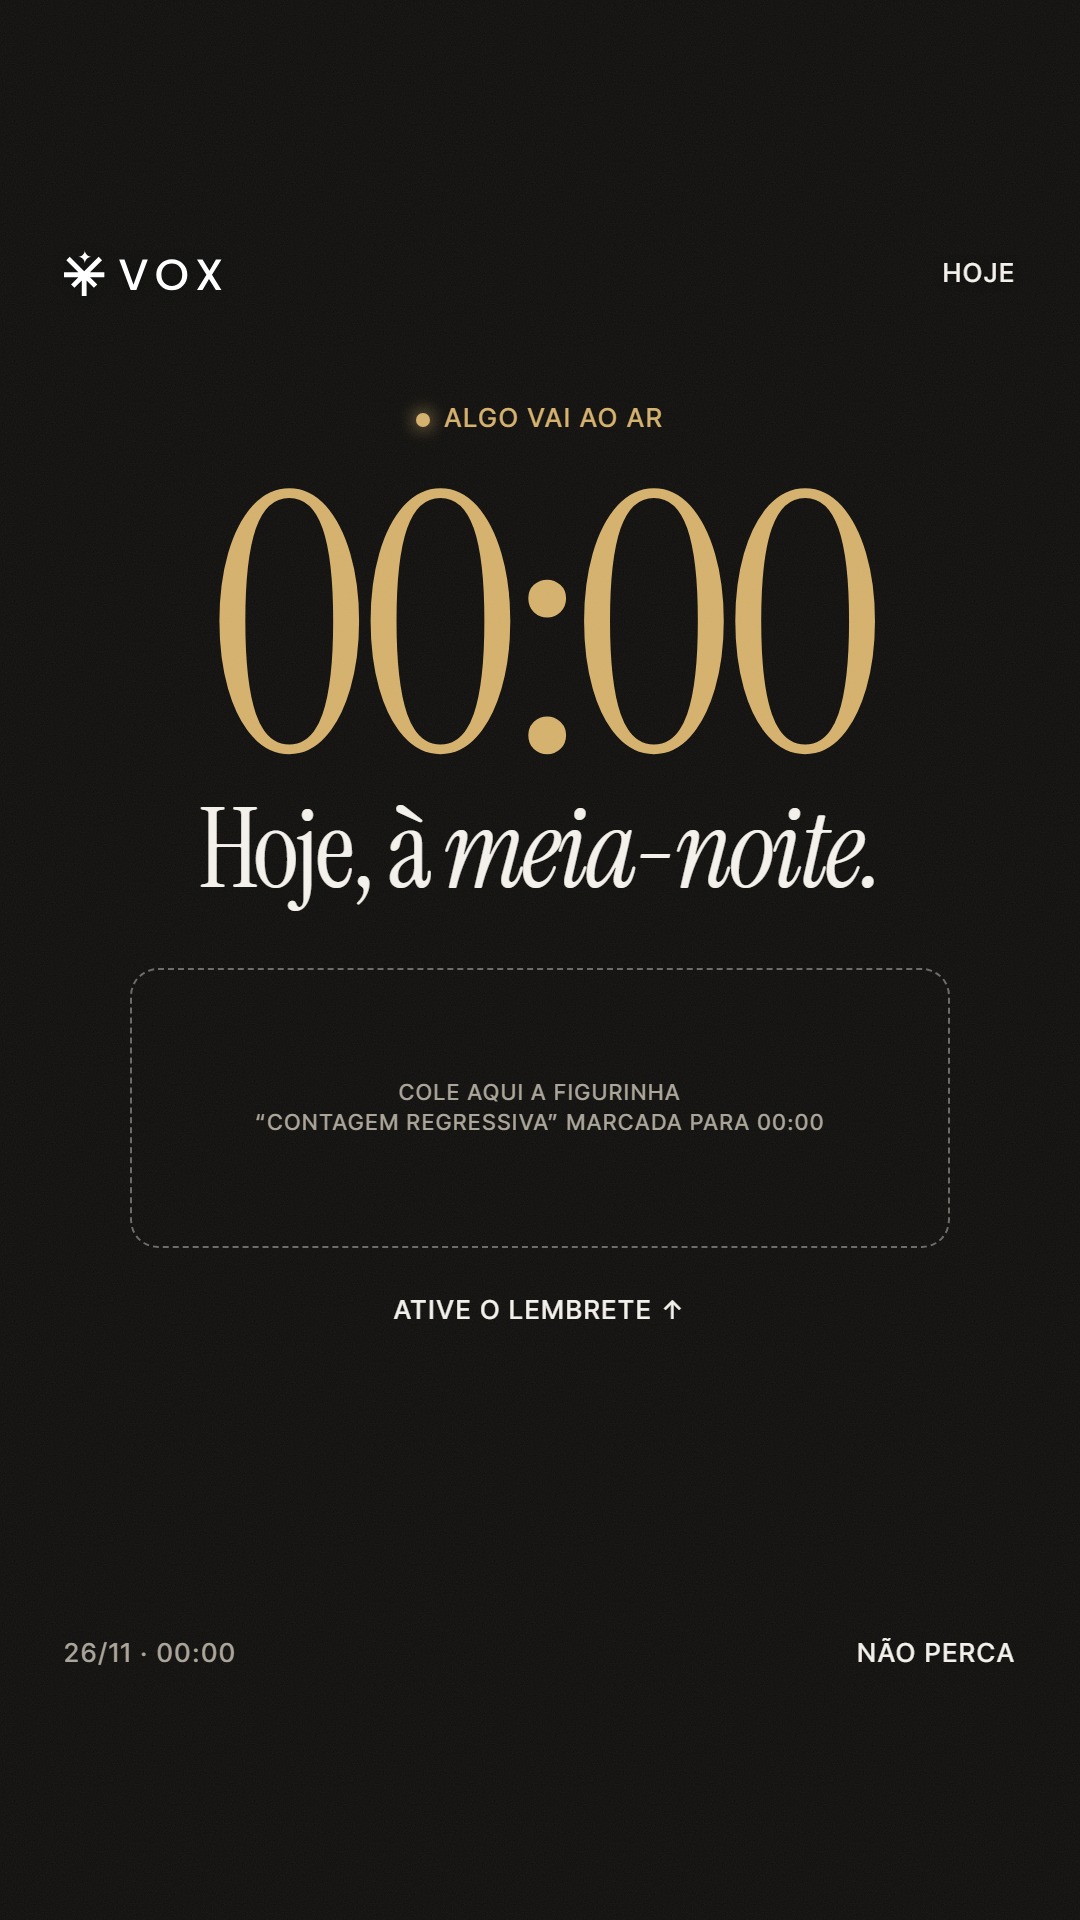 VOX
HOJE
ALGO VAI AO AR
00:00
Hoje, à meia-noite.
COLE AQUI A FIGURINHA
“CONTAGEM REGRESSIVA” MARCADA PARA 00:00
ATIVE O LEMBRETE ↑
26/11 · 00:00
NÃO PERCA